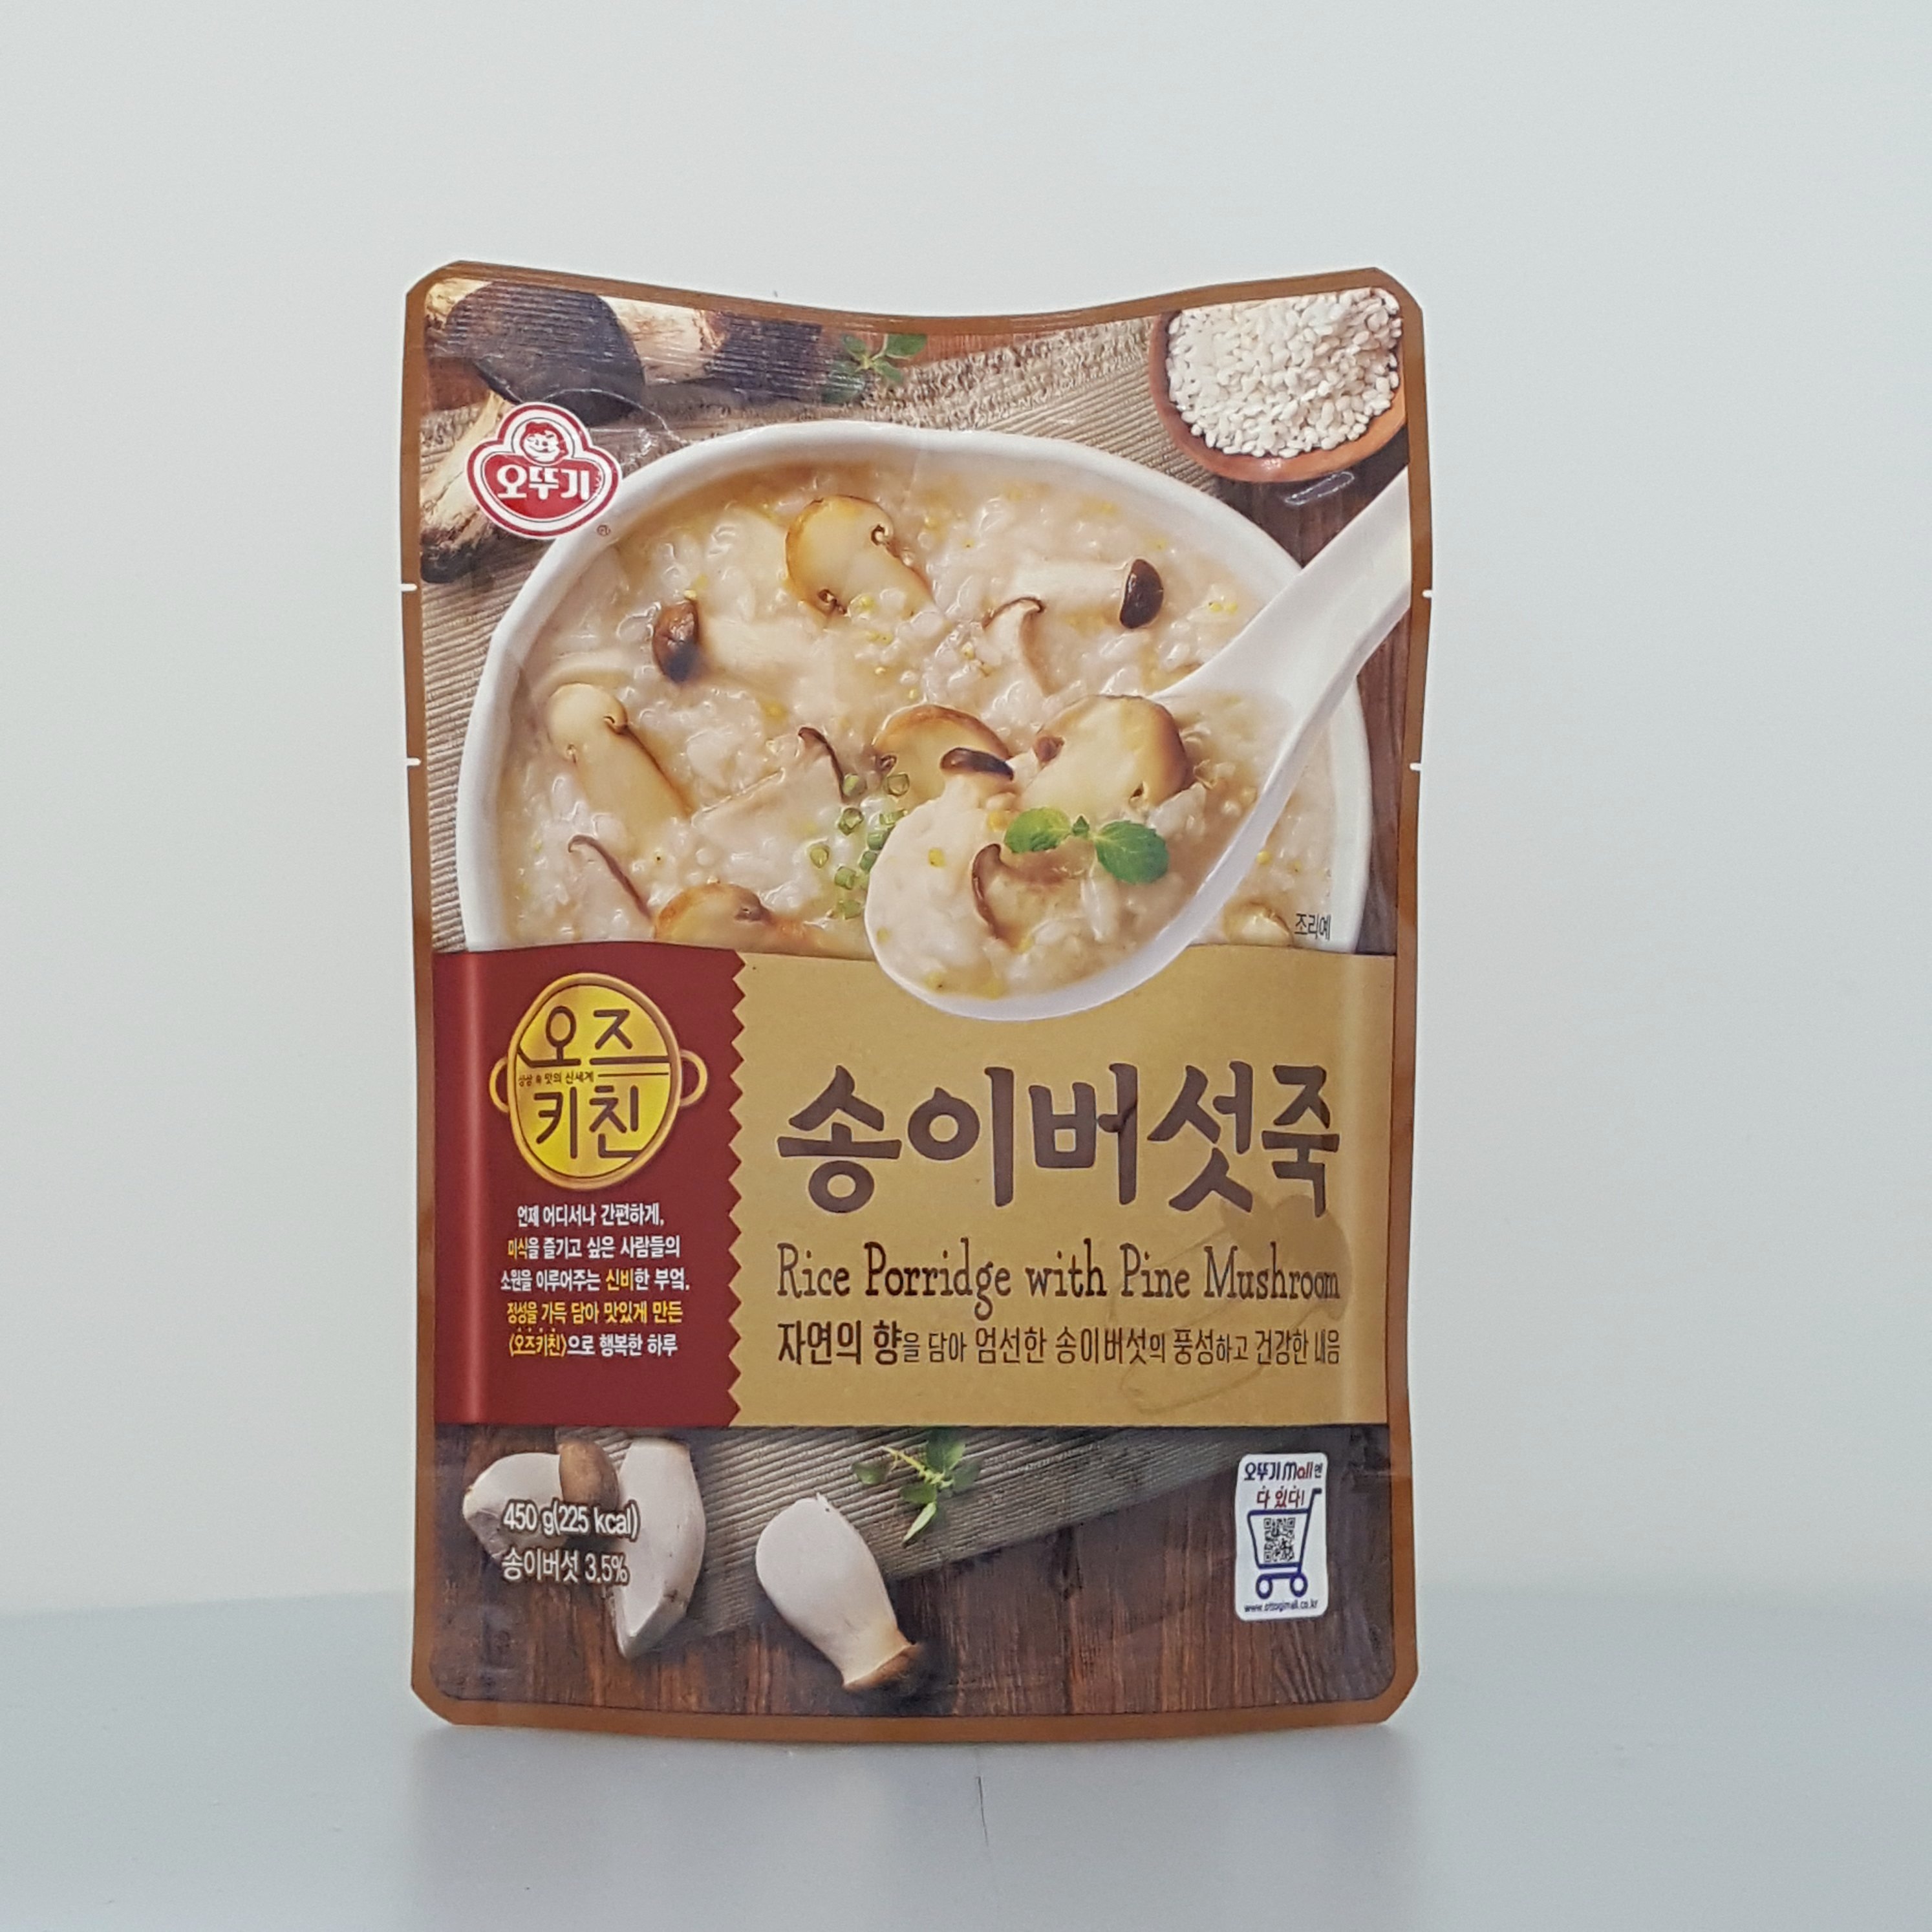 오뚜기
®
조리예
오즈
상상 속 맛의 신세계
키친
언제 어디서나 간편하게,
미식을 즐기고 싶은 사람들의
소원을 이루어주는 신비한 부엌.
정성을 가득 담아 맛있게 만든
〈오즈키친〉으로 행복한 하루
송이버섯죽
Rice Porridge with Pine Mushroom
자연의 향을 담아 엄선한 송이버섯의 풍성하고 건강한 내음
450 g(225 kcal)
송이버섯 3.5%
오뚜기mall엔
다 있다!
www.ottogimall.co.kr